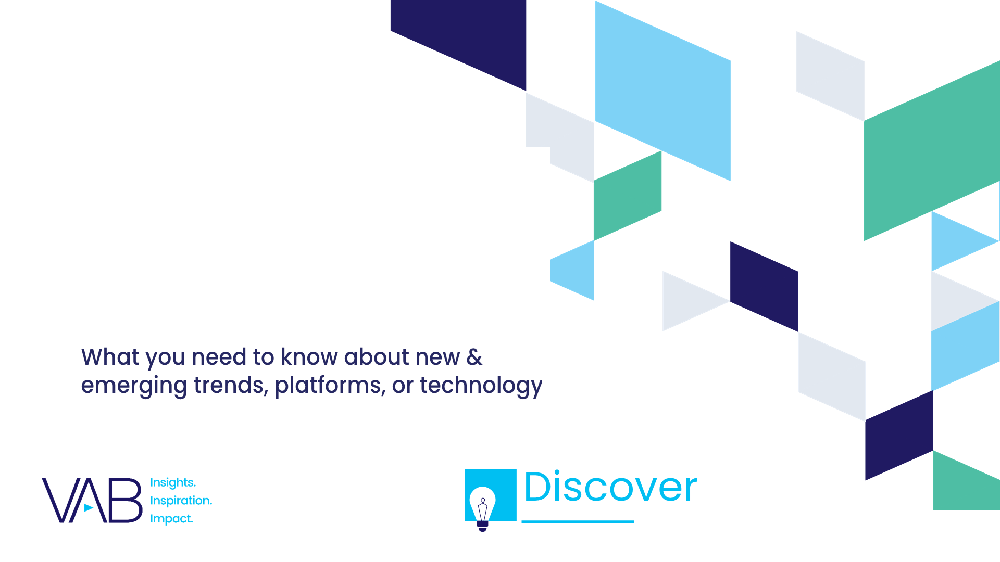 What you need to know about new &
emerging trends, platforms, or technology
VAB
Insights.
Inspiration.
Impact.
Discover